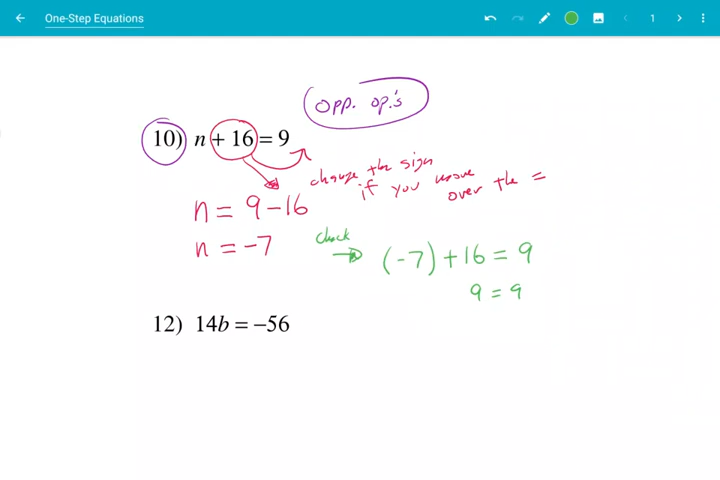 One-Step Equations
1
opp. op.'s
10) n + 16 = 9
change the sign
if you move
over the =
n = 9 - 16
n = -7
check
(-7) + 16 = 9
9 = 9
12) 14b = -56